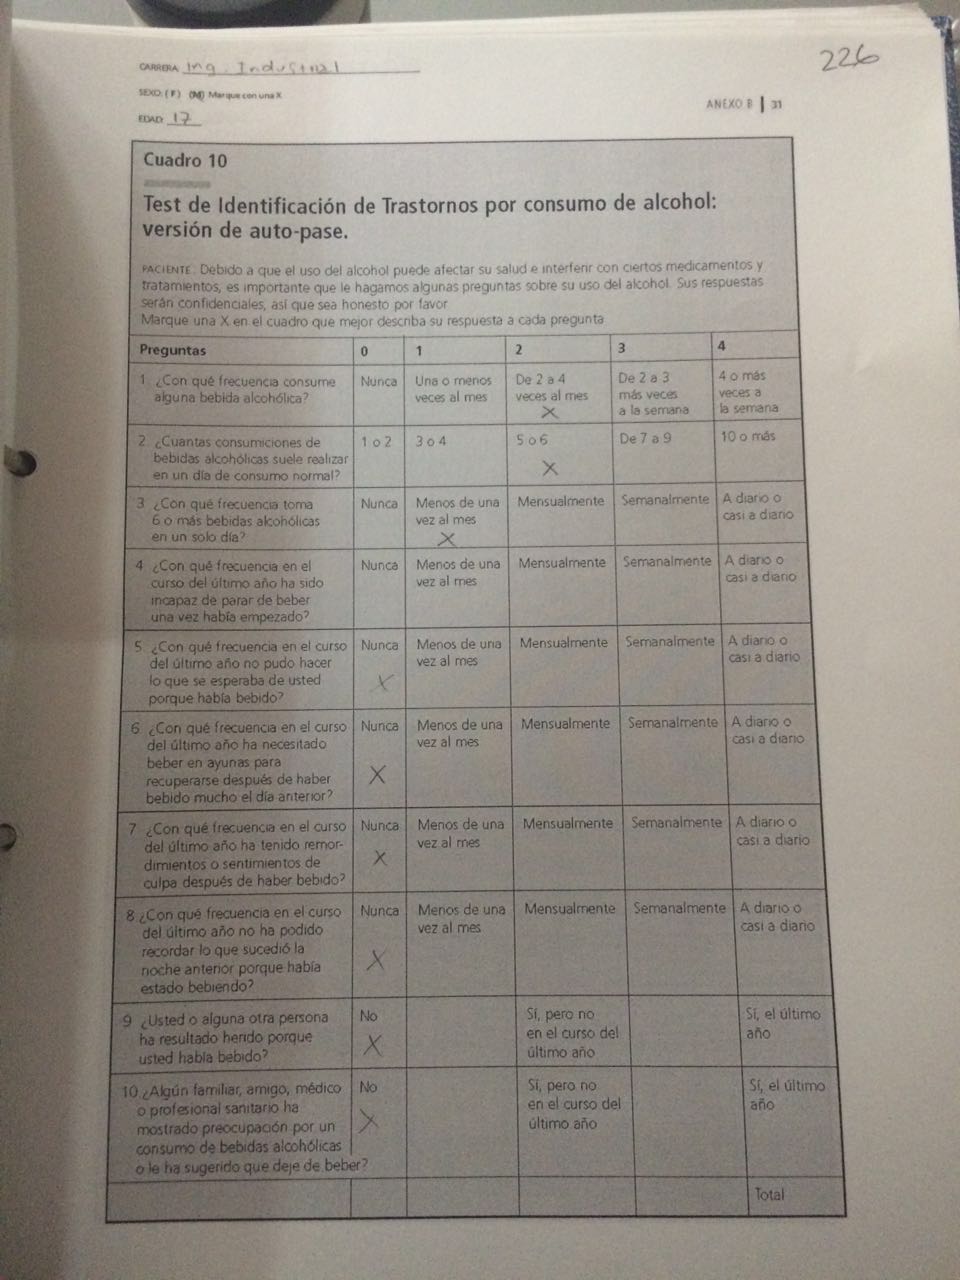 226
CARRERA: Ing. Industrial
SEXO: (F) (M) Marque con una X
ANEXO B | 31
EDAD: 17
Cuadro 10
Test de Identificación de Trastornos por consumo de alcohol:
versión de auto-pase.
PACIENTE: Debido a que el uso del alcohol puede afectar su salud e interferir con ciertos medicamentos y
tratamientos, es importante que le hagamos algunas preguntas sobre su uso del alcohol. Sus respuestas
serán confidenciales, así que sea honesto por favor.
Marque una X en el cuadro que mejor describa su respuesta a cada pregunta
Preguntas 0 1 2 3 4
1 ¿Con qué frecuencia consume Nunca Una o menos De 2 a 4 De 2 a 3 4 o más
alguna bebida alcohólica? veces al mes veces al mes más veces veces a
X a la semana la semana
2 ¿Cuantas consumiciones de 1 o 2 3 o 4 5 o 6 De 7 a 9 10 o más
bebidas alcohólicas suele realizar X
en un día de consumo normal?
3 ¿Con qué frecuencia toma Nunca Menos de una Mensualmente Semanalmente A diario o
6 o más bebidas alcohólicas vez al mes casi a diario
en un solo día? X
4 ¿Con qué frecuencia en el Nunca Menos de una Mensualmente Semanalmente A diario o
curso del último año ha sido vez al mes casi a diario
incapaz de parar de beber
una vez había empezado?
5 ¿Con qué frecuencia en el curso Nunca Menos de una Mensualmente Semanalmente A diario o
del último año no pudo hacer vez al mes casi a diario
lo que se esperaba de usted X
porque había bebido?
6 ¿Con qué frecuencia en el curso Nunca Menos de una Mensualmente Semanalmente A diario o
del último año ha necesitado vez al mes casi a diario
beber en ayunas para
recuperarse después de haber X
bebido mucho el día anterior?
7 ¿Con qué frecuencia en el curso Nunca Menos de una Mensualmente Semanalmente A diario o
del último año ha tenido remor- vez al mes casi a diario
dimientos o sentimientos de X
culpa después de haber bebido?
8 ¿Con qué frecuencia en el curso Nunca Menos de una Mensualmente Semanalmente A diario o
del último año no ha podido vez al mes casi a diario
recordar lo que sucedió la
noche anterior porque había X
estado bebiendo?
9 ¿Usted o alguna otra persona No Sí, pero no Sí, el último
ha resultado herido porque en el curso del año
usted había bebido? X último año
10 ¿Algún familiar, amigo, médico No Sí, pero no Sí, el último
o profesional sanitario ha en el curso del año
mostrado preocupación por un X último año
consumo de bebidas alcohólicas
o le ha sugerido que deje de beber?
Total